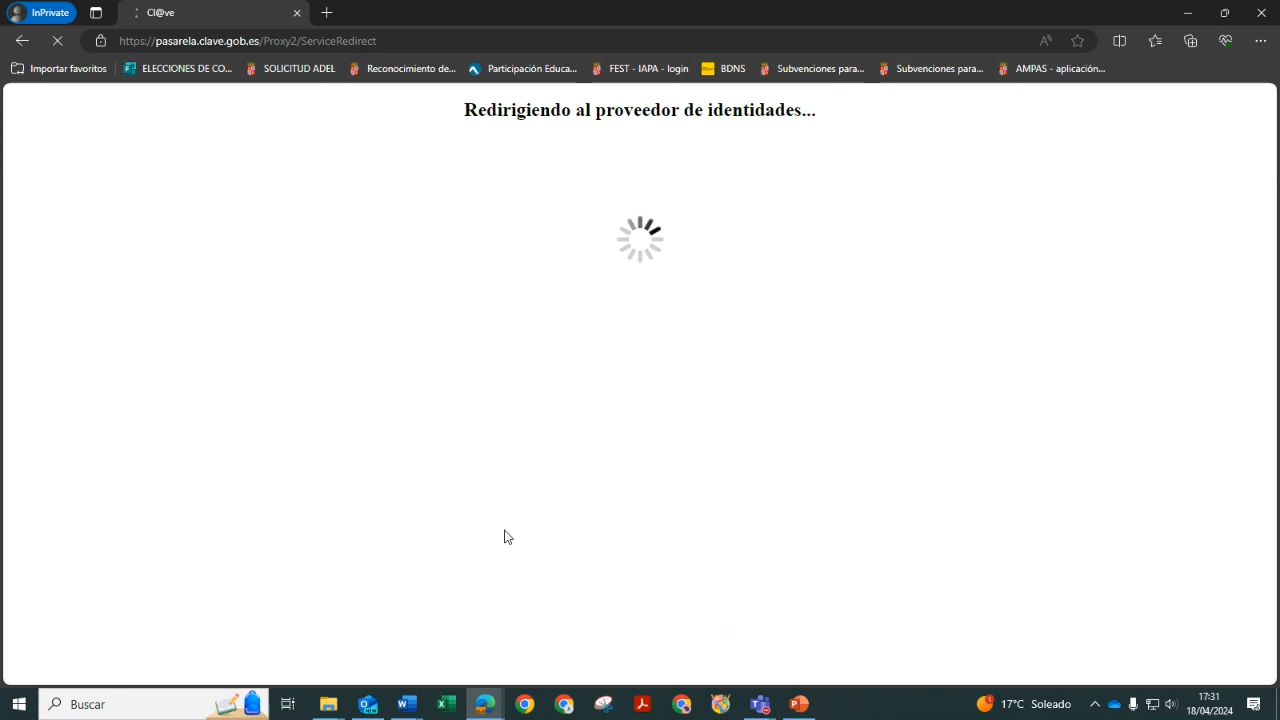 InPrivate
Cl@ve
https://pasarela.clave.gob.es/Proxy2/ServiceRedirect
Importar favoritos
ELECCIONES DE CO...
SOLICITUD ADEL
Reconocimiento de...
Participación Educa...
FEST - IAPA - login
BDNS
Subvenciones para...
Subvenciones para...
AMPAS - aplicación...
Redirigiendo al proveedor de identidades...
Buscar
17°C Soleado
17:31
18/04/2024